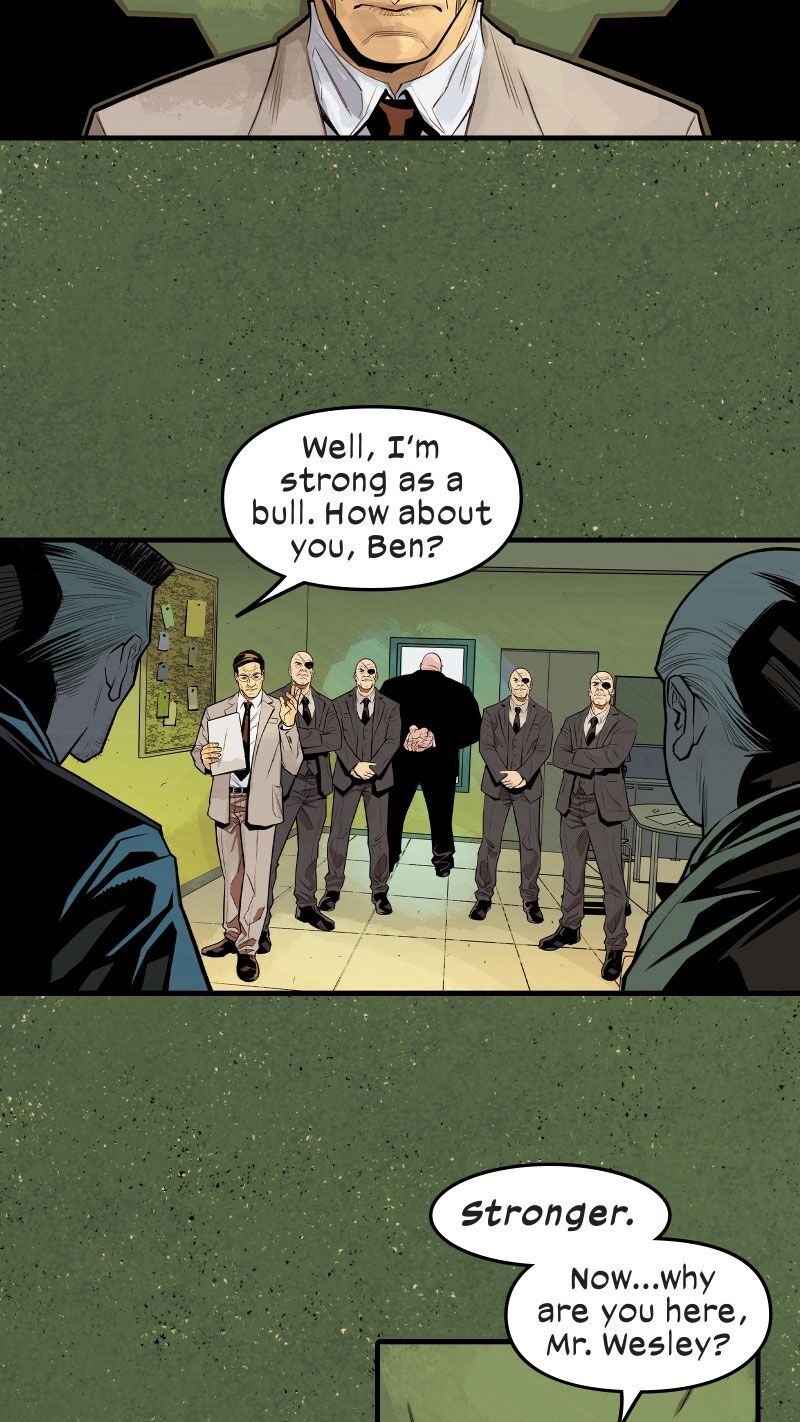 Well, I'm
strong as a
bull. How about
you, Ben?
Stronger.
Now...why
are you here,
Mr. Wesley?